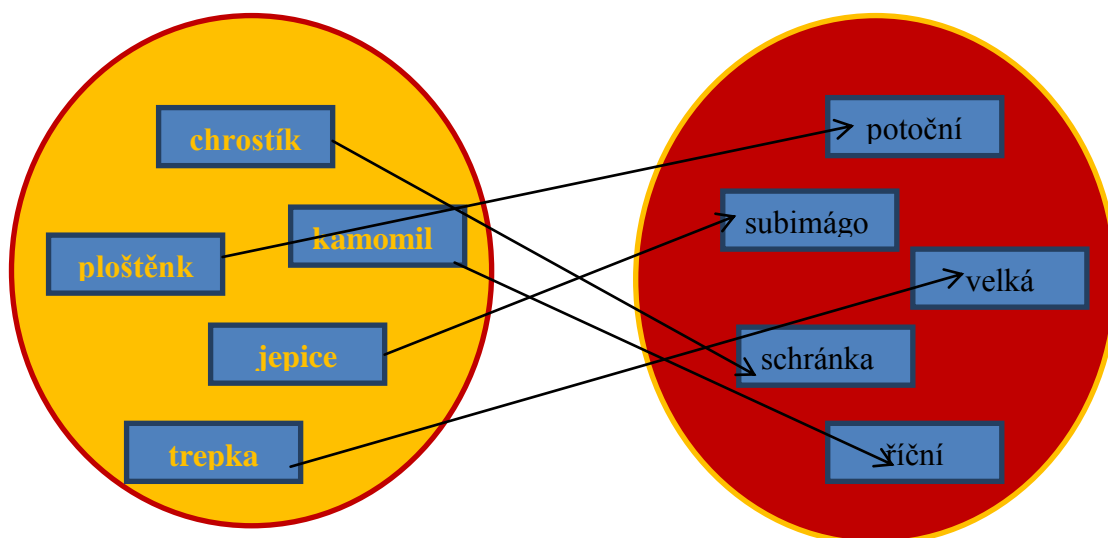 chrostík
kamomil
ploštěnk
jepice
trepka
potoční
subimágo
velká
schránka
říční